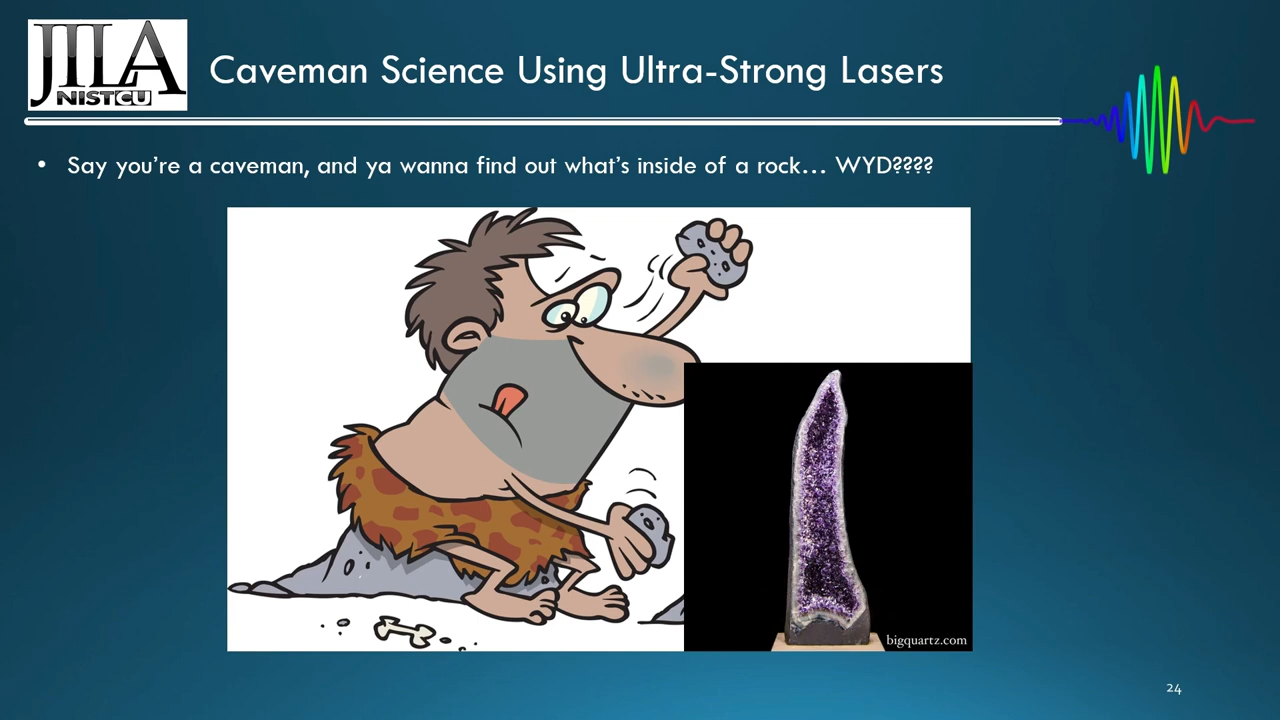 JILA
NIST CU
Caveman Science Using Ultra-Strong Lasers
• Say you’re a caveman, and ya wanna find out what’s inside of a rock… WYD????
bigquartz.com
24